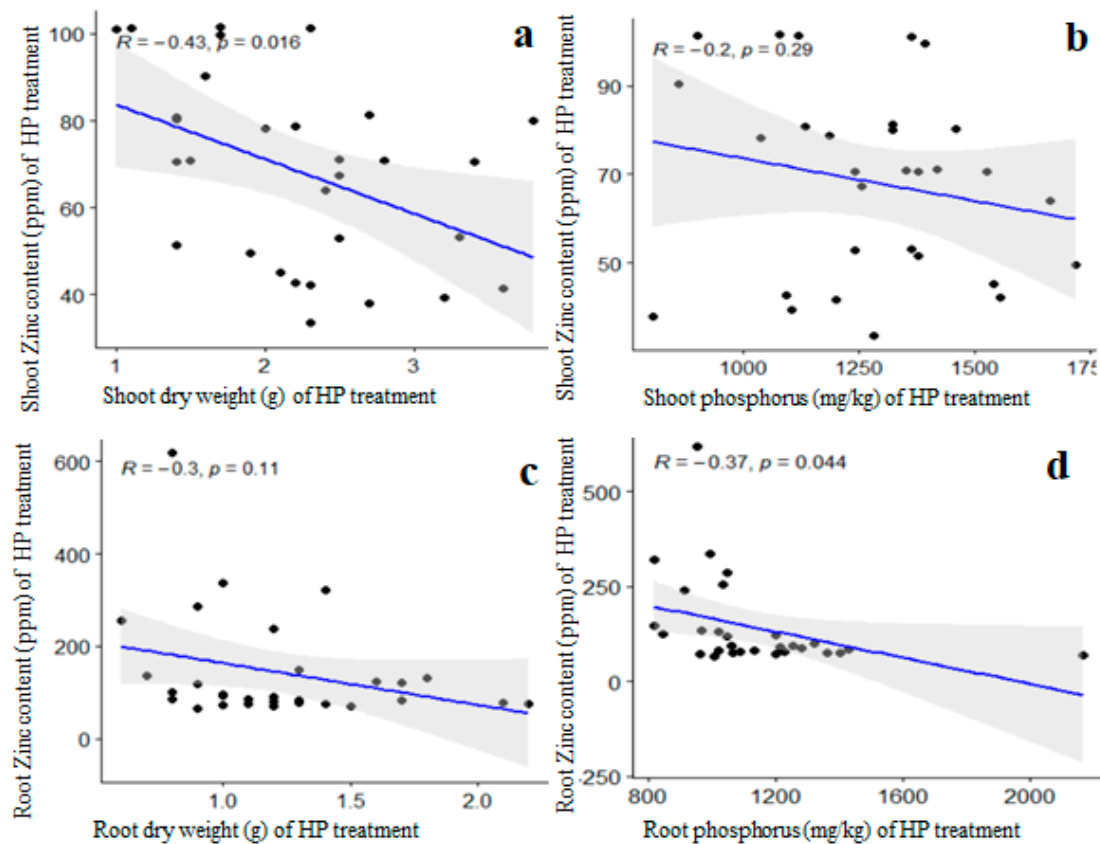 R = −0.43, p = 0.016
a
100
80
60
40
1
2
3
Shoot Zinc content (ppm) of HP treatment
Shoot dry weight (g) of HP treatment
R = −0.2, p = 0.29
b
90
70
50
1000
1250
1500
175
Shoot Zinc content (ppm) of HP treatment
Shoot phosphorus (mg/kg) of HP treatment
R = −0.3, p = 0.11
c
600
400
200
0
1.0
1.5
2.0
Root Zinc content (ppm) of HP treatment
Root dry weight (g) of HP treatment
R = −0.37, p = 0.044
d
500
250
0
-250
800
1200
1600
2000
Root Zinc content (ppm) of HP treatment
Root phosphorus (mg/kg) of HP treatment